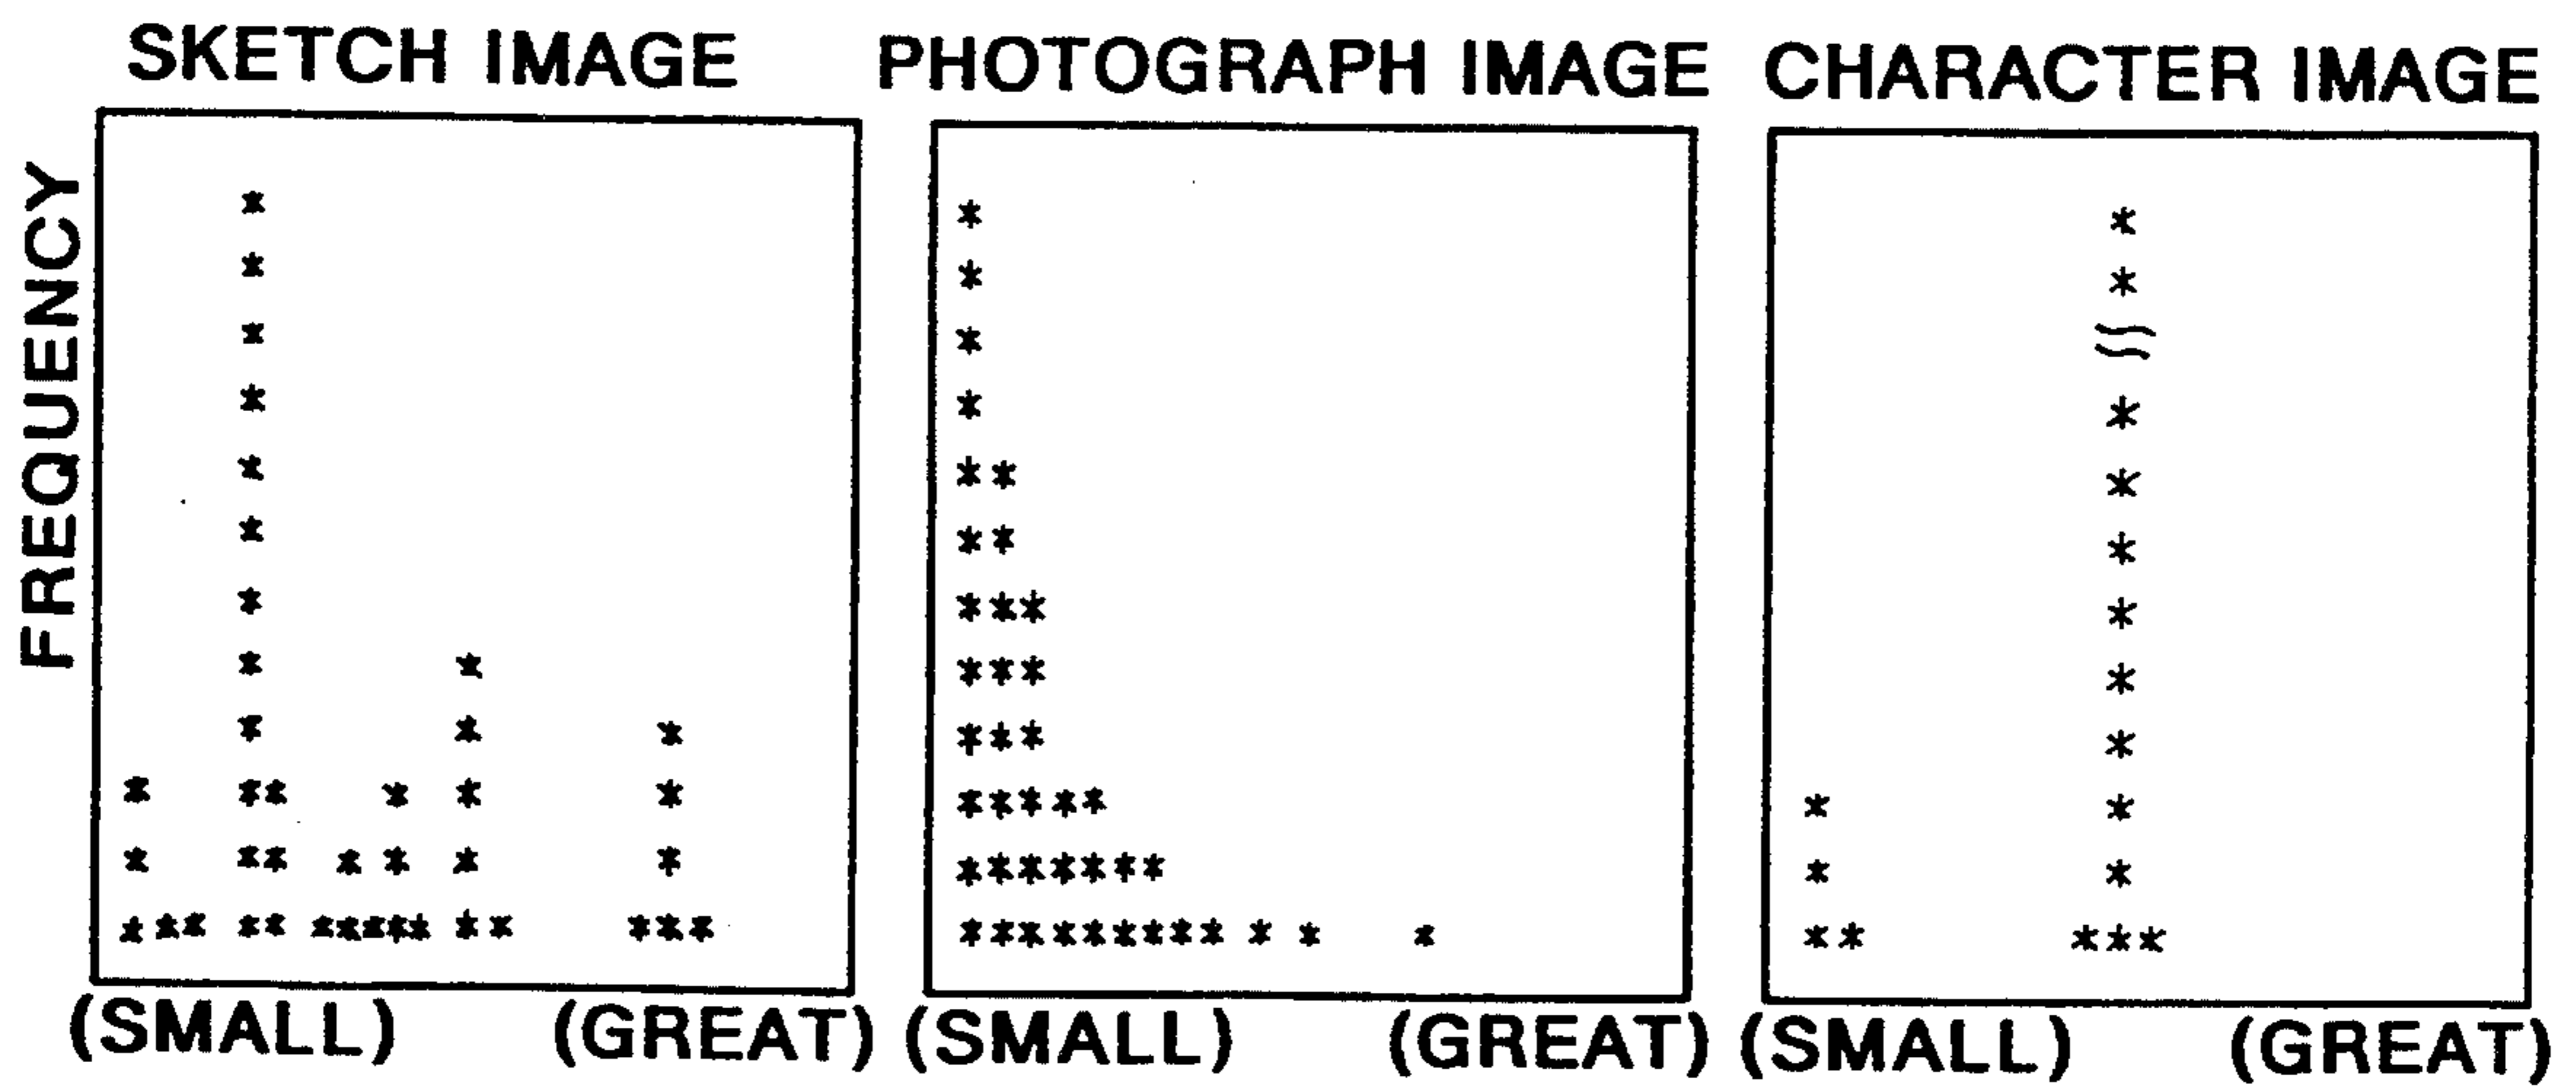 SKETCH IMAGE
PHOTOGRAPH IMAGE
CHARACTER IMAGE
FREQUENCY
(SMALL) (GREAT)
(SMALL) (GREAT)
(SMALL) (GREAT)